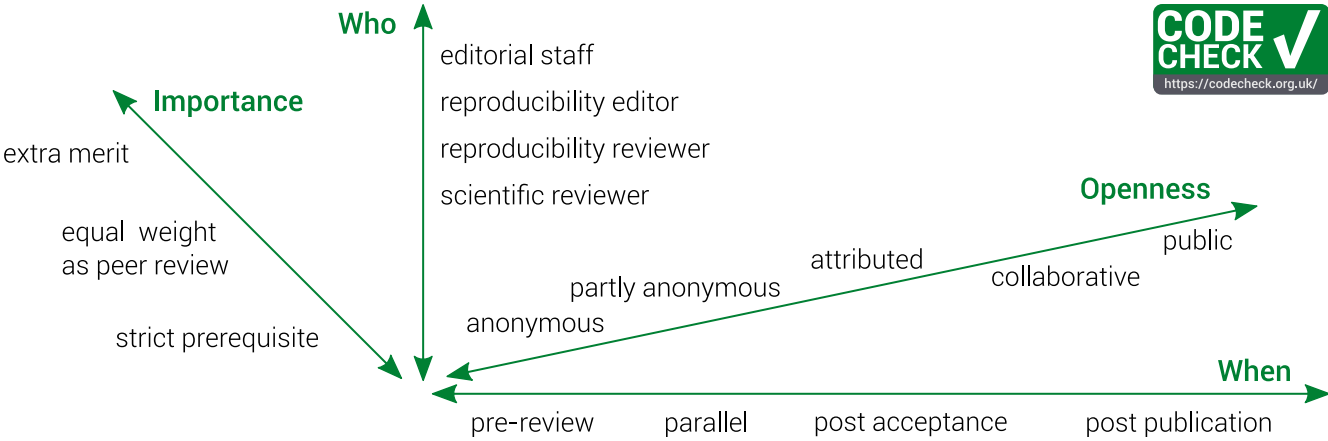 Who
editorial staff
reproducibility editor
reproducibility reviewer
scientific reviewer
Importance
extra merit
equal weight
as peer review
strict prerequisite
Openness
public
collaborative
attributed
partly anonymous
anonymous
When
pre-review
parallel
post acceptance
post publication
CODE
CHECK
https://codecheck.org.uk/